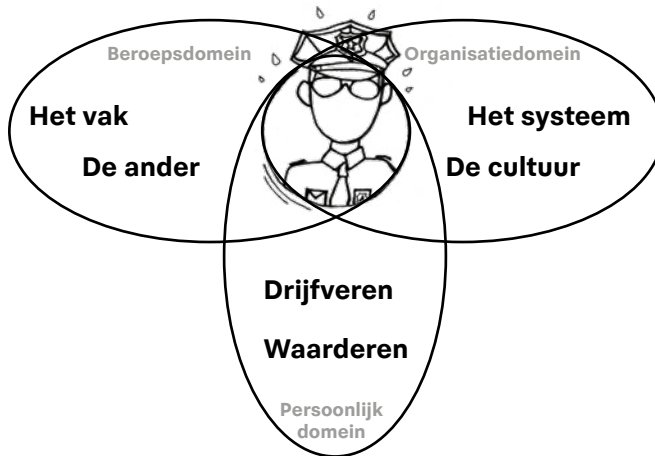 Beroepsdomein
Organisatiedomein
Het vak
Het systeem
De ander
De cultuur
Drijfveren
Waarderen
Persoonlijk
domein